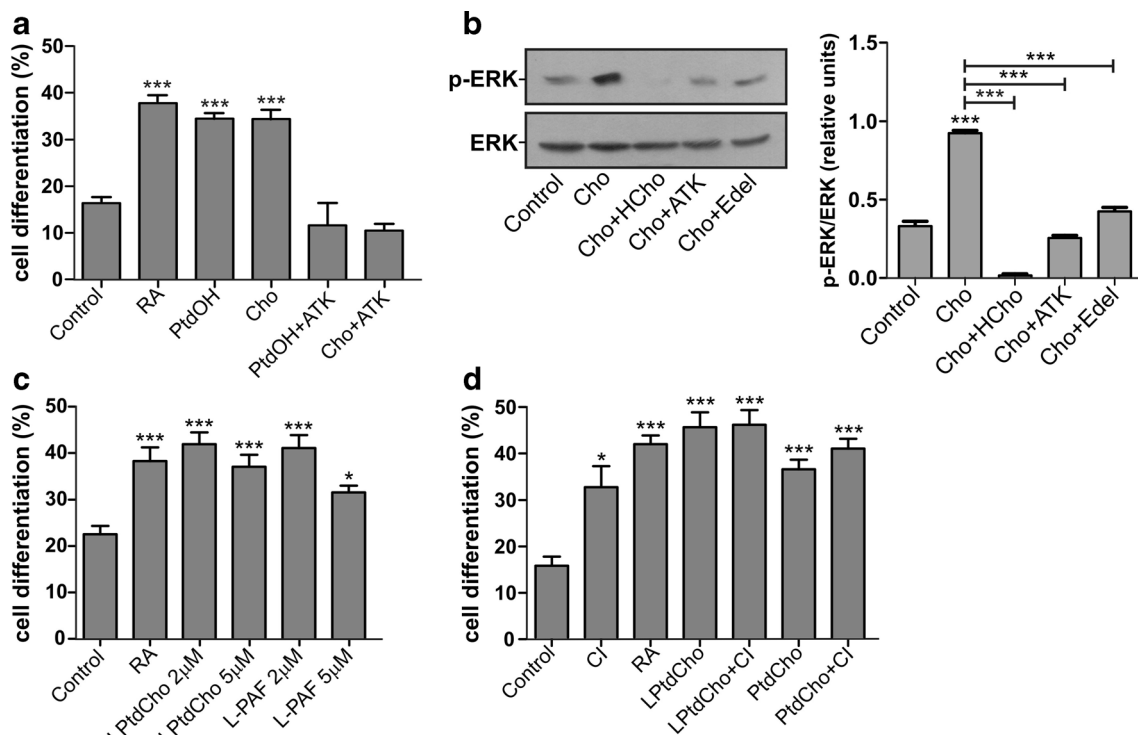 a
cell differentiation (%)
50
40
30
20
10
0
***
***
***
Control
RA
PtdOH
Cho
PtdOH+ATK
Cho+ATK
b
p-ERK
ERK
Control
Cho
Cho+HCho
Cho+ATK
Cho+Edel
p-ERK/ERK (relative units)
1.5
1.0
0.5
0.0
***
***
***
***
Control
Cho
Cho+HCho
Cho+ATK
Cho+Edel
c
cell differentiation (%)
50
40
30
20
10
0
***
***
***
***
*
Control
RA
LPtdCho 2μM
LPtdCho 5μM
L-PAF 2μM
L-PAF 5μM
d
cell differentiation (%)
50
40
30
20
10
0
*
***
***
***
***
***
Control
CI
RA
LPtdCho
LPtdCho+CI
PtdCho
PtdCho+CI